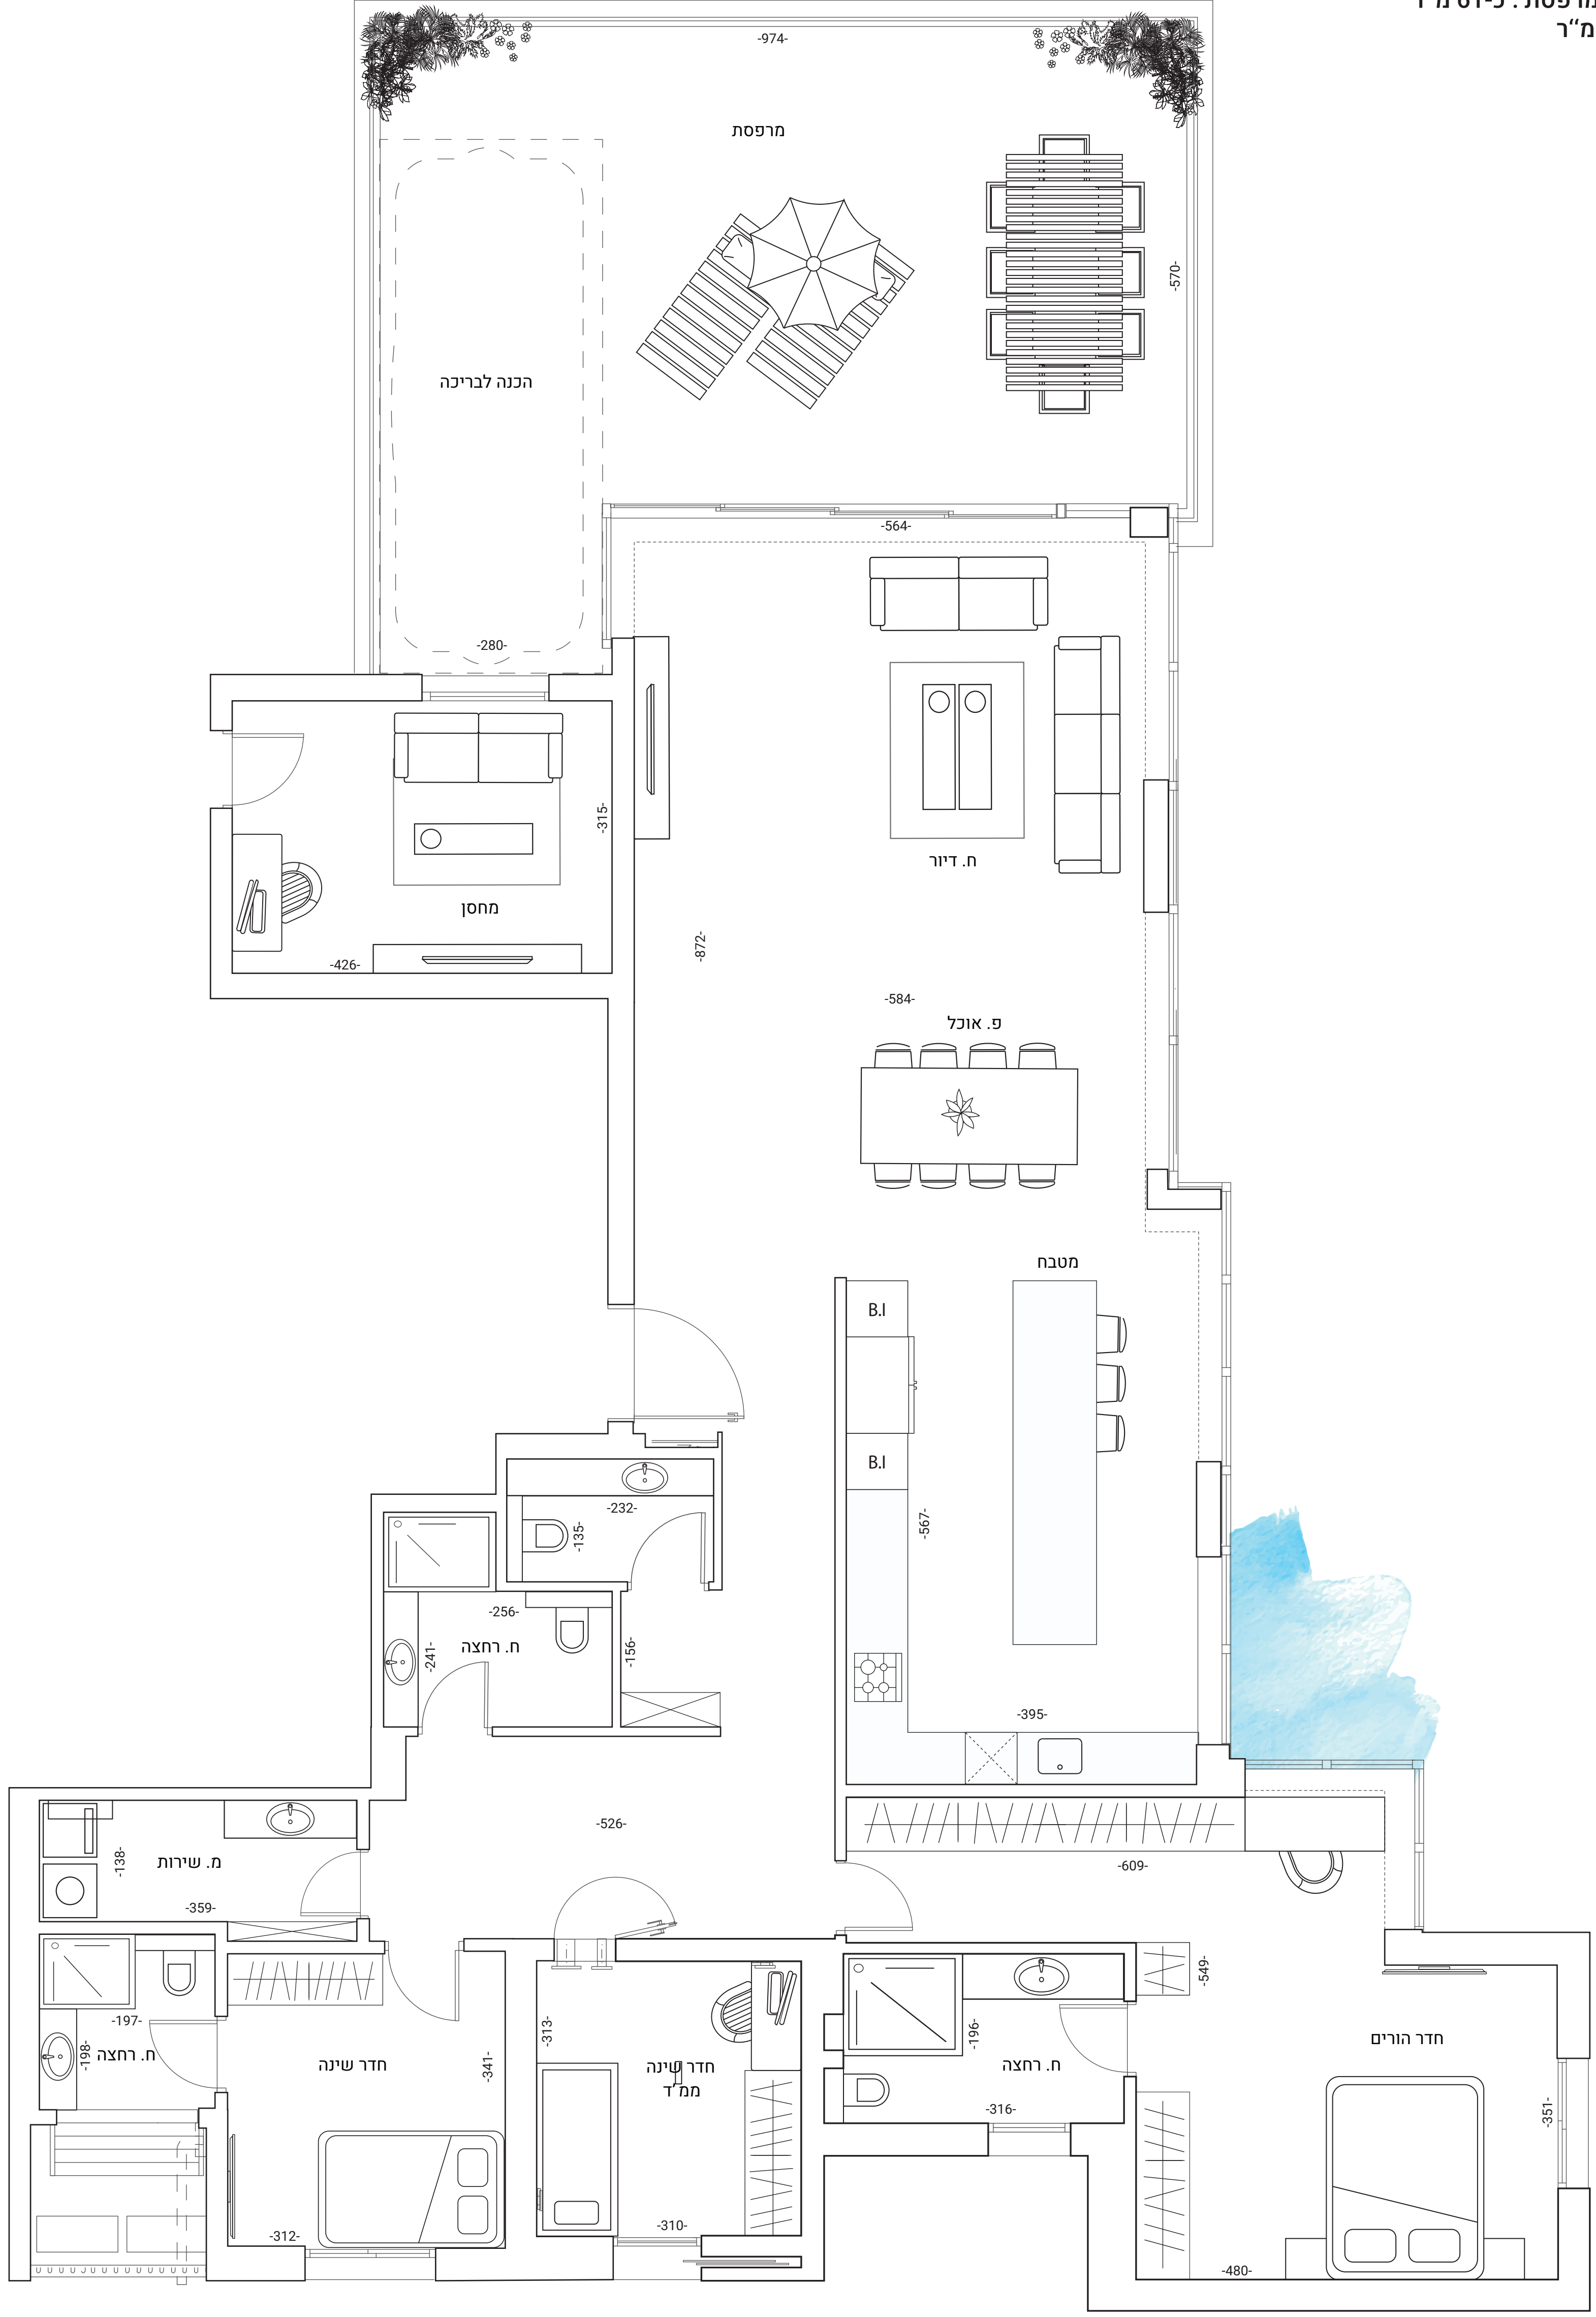 מ״ר
-974-
מרפסת
-570-
הכנה לבריכה
-564-
-280-
-315-
ח. דיור
מחסן
-872-
-426-
-584-
פ. אוכל
מטבח
B.I
B.I
-232-
-135-
-567-
-256-
ח. רחצה
-241-
-156-
-395-
-526-
-138-
מ. שירות
-609-
-359-
-549-
-197-
-313-
-196-
חדר הורים
ח. רחצה
-198-
חדר שינה
-341-
חדר שינה
ממ׳׳ד
ח. רחצה
-316-
-351-
-310-
-312-
-480-